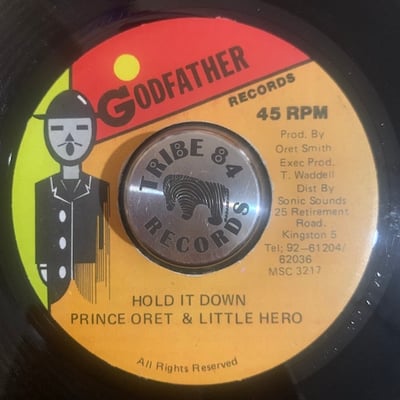 GODFATHER
RECORDS
45 RPM
Prod. By
Oret Smith
Exec Prod.
T. Waddell
Dist By
Sonic Sounds
25 Retirement
Road.
Kingston 5
Tel; 92-61204/
62036
MSC 3217
TRIBE 84
RECORDS
HOLD IT DOWN
PRINCE ORET & LITTLE HERO
All Rights Reserved